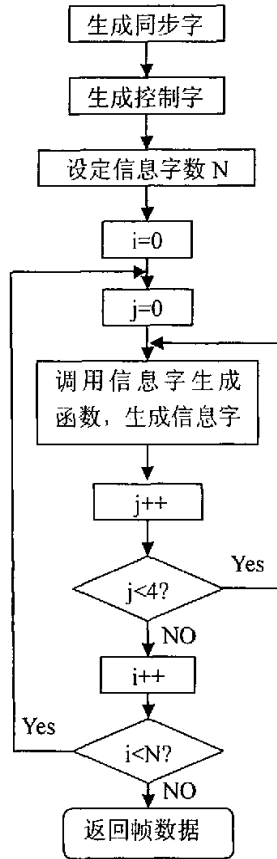 生成同步字
生成控制字
设定信息字数 N
i=0
j=0
调用信息字生成
函数，生成信息字
j++
j<4?
Yes
NO
i++
Yes
i<N?
NO
返回帧数据